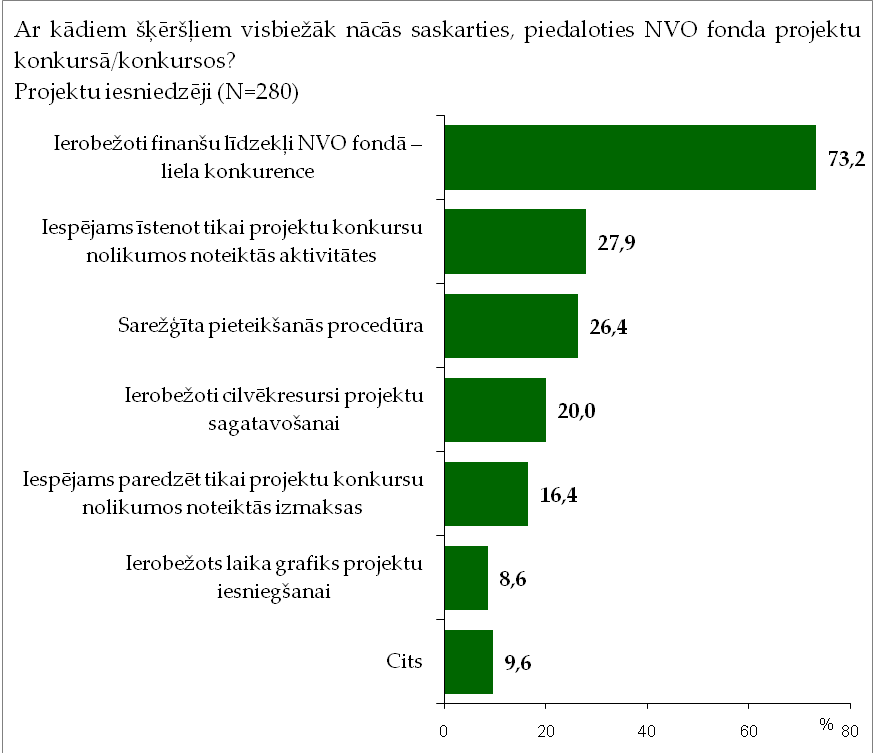 Ar kādiem šķēršļiem visbiežāk nācās saskarties, piedaloties NVO fonda projektu
konkursā/konkursos?
Projektu iesniedzēji (N=280)
Ierobežoti finanšu līdzekļi NVO fondā –
liela konkurence
73,2
Iespējams īstenot tikai projektu konkursu
nolikumos noteiktās aktivitātes
27,9
Sarežģīta pieteikšanās procedūra
26,4
Ierobežoti cilvēkresursi projektu
sagatavošanai
20,0
Iespējams paredzēt tikai projektu konkursu
nolikumos noteiktās izmaksas
16,4
Ierobežots laika grafiks projektu
iesniegšanai
8,6
Cits
9,6
0 20 40 60 % 80